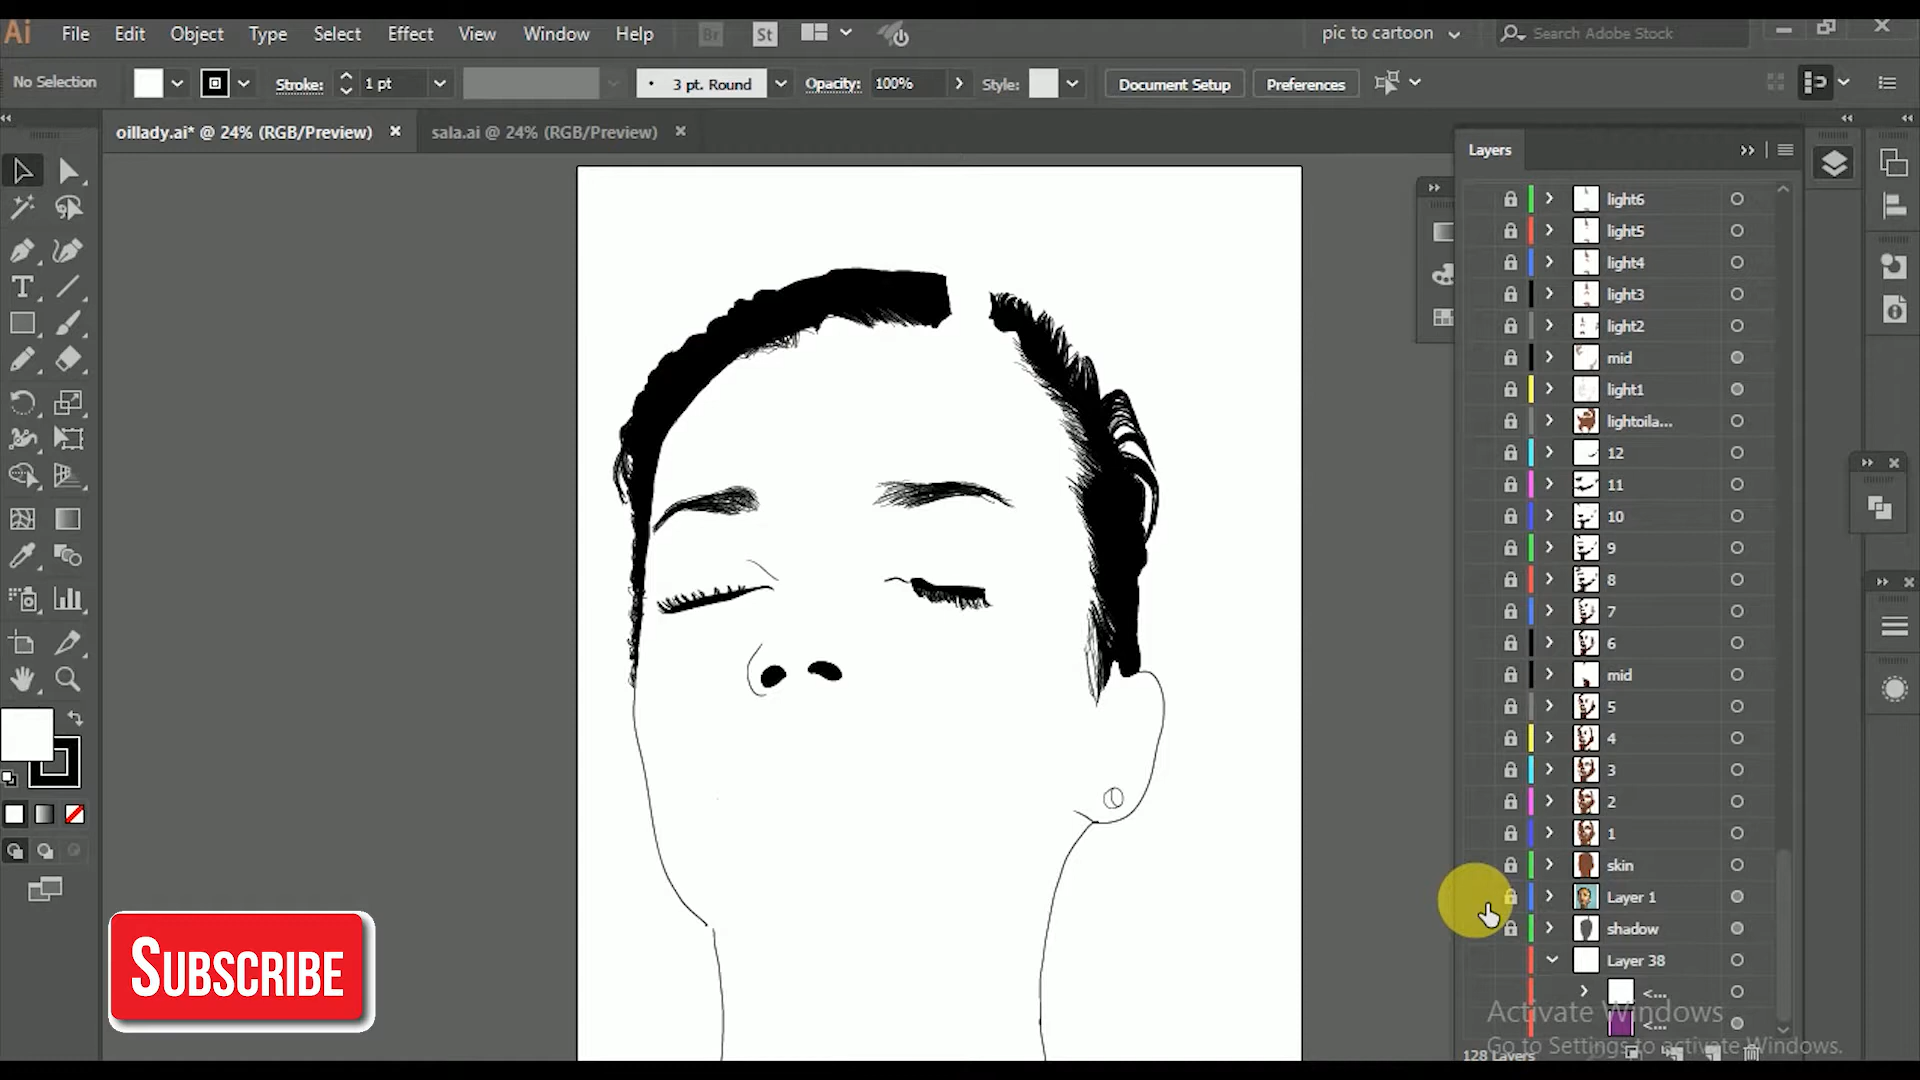 Ai File Edit Object Type Select Effect View Window Help Br St pic to cartoon Search Adobe Stock
No Selection Stroke: 1 pt 3 pt. Round Opacity: 100% Style: Document Setup Preferences
oillady.ai* @ 24% (RGB/Preview) × sala.ai @ 24% (RGB/Preview) ×
Layers
light6
light5
light4
light3
light2
mid
light1
lightoila...
12
11
10
9
8
7
6
mid
5
4
3
2
1
skin
Layer 1
shadow
Layer 38
<...
<...
128 Layers
Activate Windows
Go to Settings to activate Windows.
SUBSCRIBE